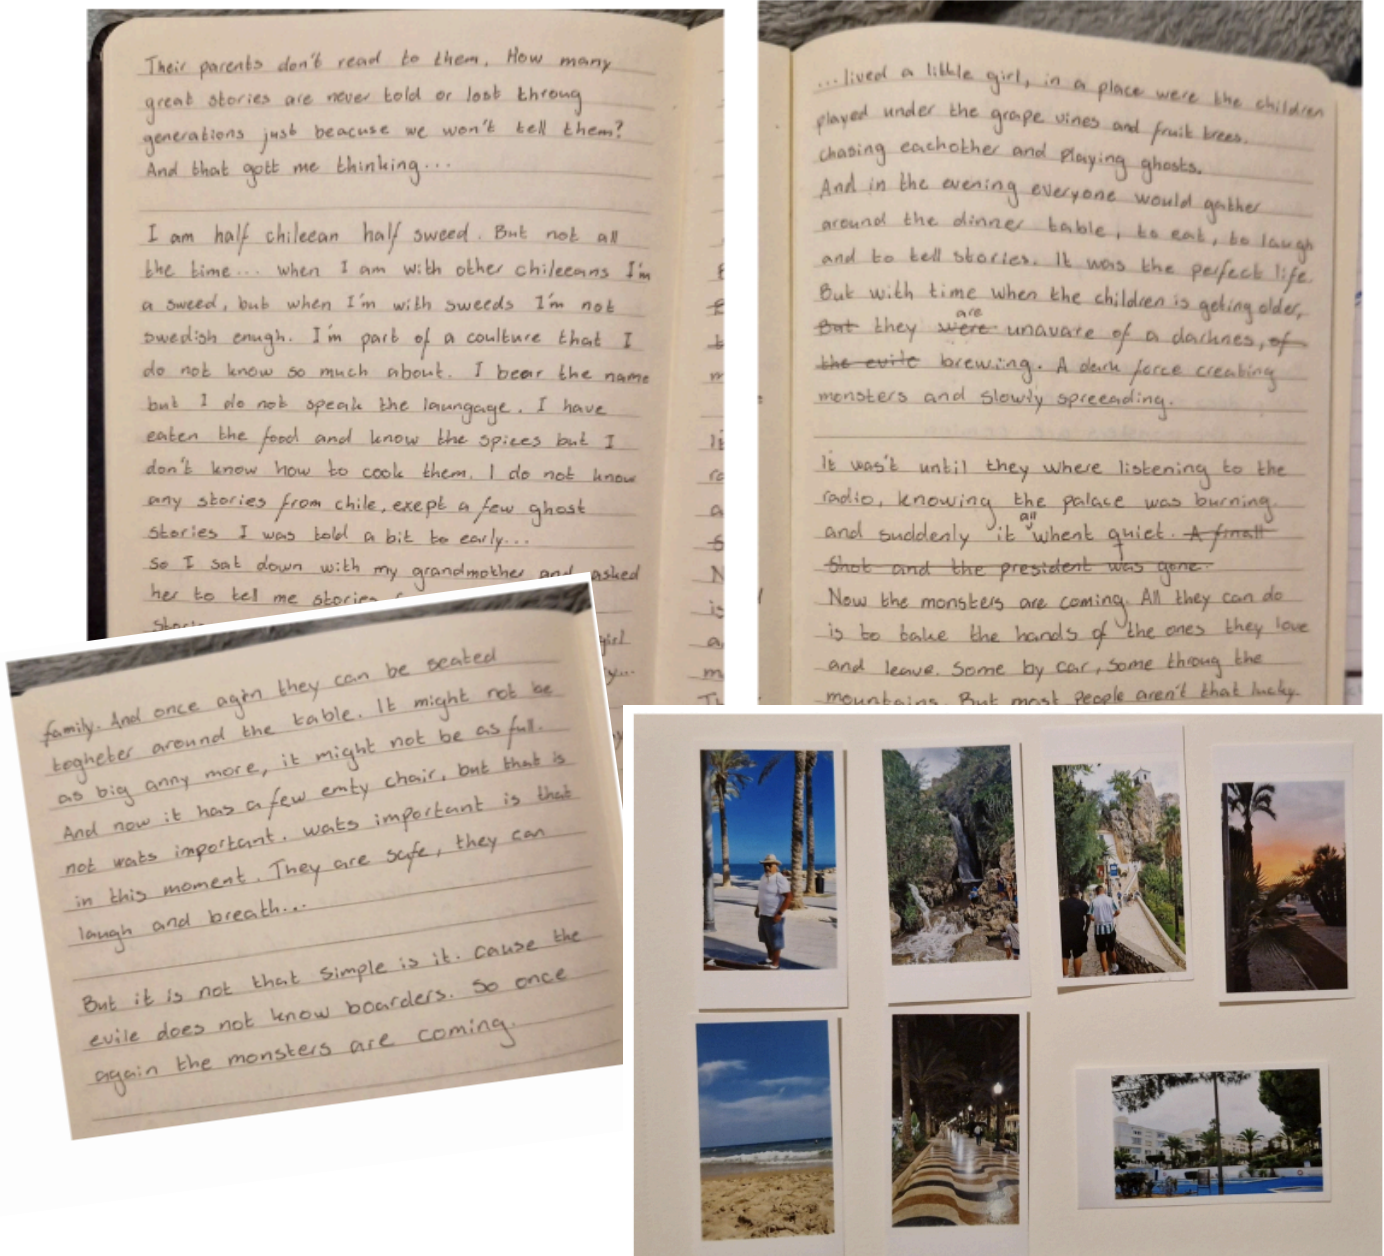 Their parents don't read to them. How many
great stories are never told or lost throug
generations just beacuse we won't tell them?
And that gott me thinking...
I am half chileean half sweed. But not all
the time... when I am with other chileeans I'm
a sweed, but when I'm with sweeds I'm not
swedish enugh. I'm part of a coulture that I
do not know so much about. I bear the name
but I do not speak the laungage. I have
eaten the food and know the spices but I
don't know how to cook them. I do not know
any stories from chile, exept a few ghost
stories I was told a bit to early...
So I sat down with my grandmother and asked
her to tell me stories
girl
...lived a little girl, in a place were the children
played under the grape vines and fruit trees.
chasing eachother and playing ghosts.
And in the evening everyone would gather
around the dinner table, to eat, to laugh
and to tell stories. It was the perfect life.
But with time when the children is geting older,
But they were are unavare of a darknes, of
the evile brewing. A dark force creating
monsters and slowly spreeading.
It was't until they where listening to the
radio, knowing the palace was burning.
and suddenly it all whent quiet. A finall
Shot and the president was gone.
Now the monsters are coming. All they can do
is to take the hands of the ones they love
and leave. Some by car, some throug the
mountains. But most people aren't that lucky.
family. And once agin they can be seated
togheter around the table. It might not be
as big anny more, it might not be as full.
And now it has a few emty chair, but that is
not wats important. wats important is that
in this moment. They are safe, they can
laugh and breath...
But it is not that simple is it. cause the
evile does not know boarders. So once
again the monsters are coming.